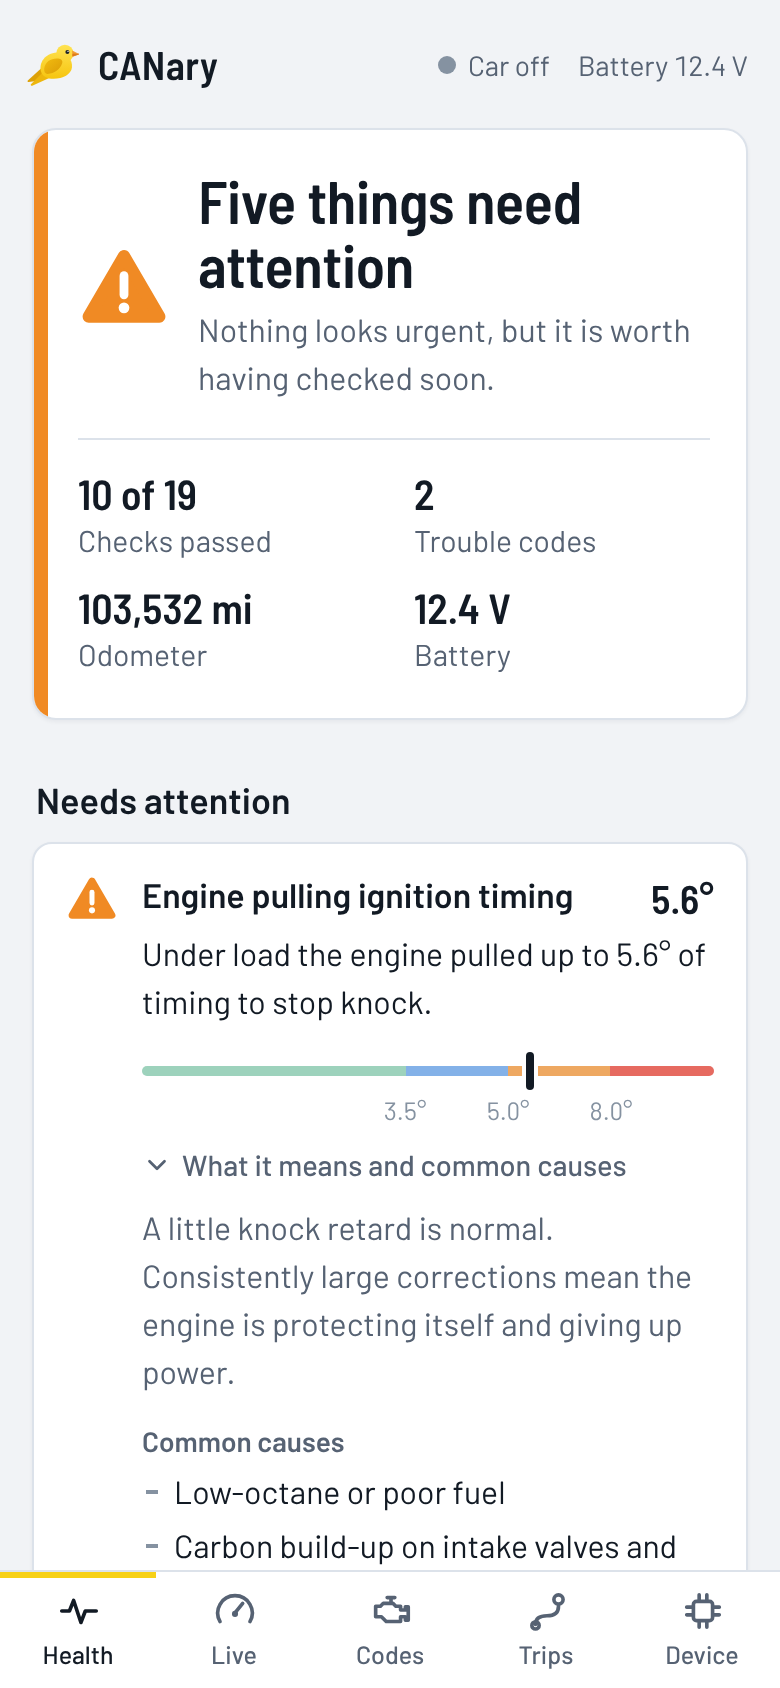 CANary
Car off Battery 12.4 V
Five things need
attention
Nothing looks urgent, but it is worth
having checked soon.
10 of 19
Checks passed
2
Trouble codes
103,532 mi
Odometer
12.4 V
Battery
Needs attention
Engine pulling ignition timing 5.6°
Under load the engine pulled up to 5.6° of
timing to stop knock.
3.5° 5.0° 8.0°
What it means and common causes
A little knock retard is normal.
Consistently large corrections mean the
engine is protecting itself and giving up
power.
Common causes
- Low-octane or poor fuel
- Carbon build-up on intake valves and
Health Live Codes Trips Device